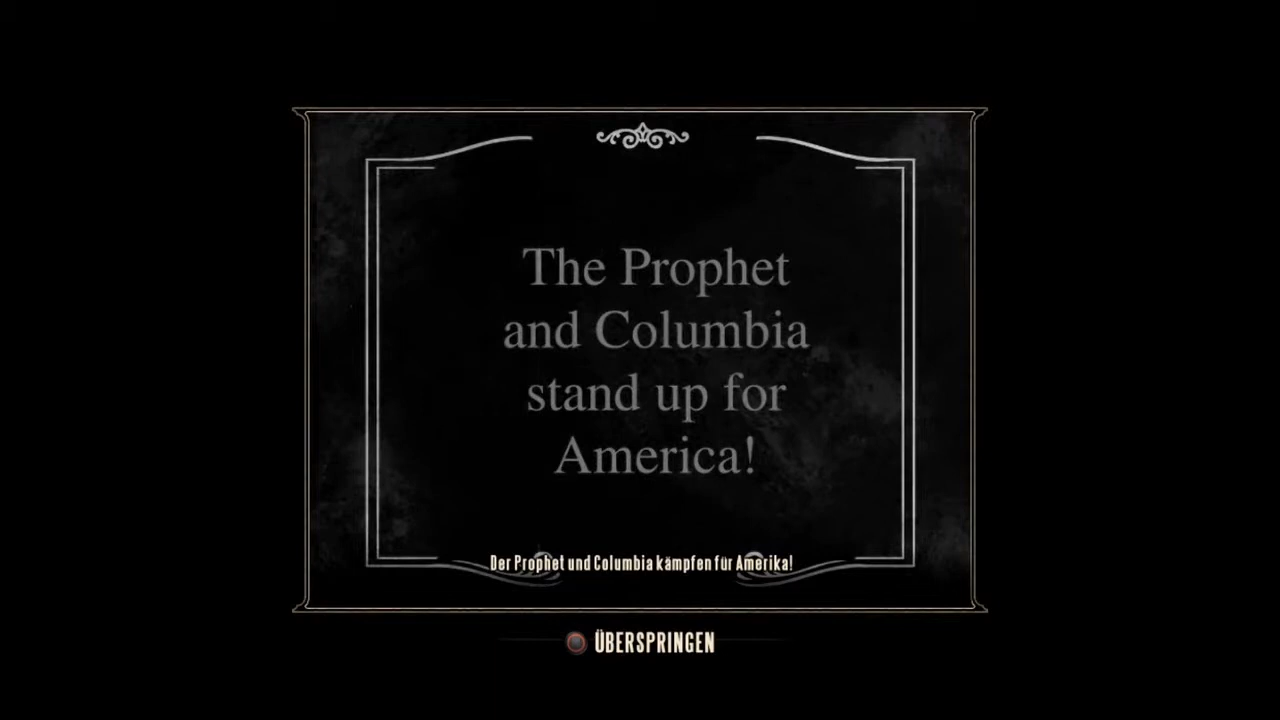 The Prophet
and Columbia
stand up for
America!
Der Prophet und Columbia kämpfen für Amerika!
ÜBERSPRINGEN